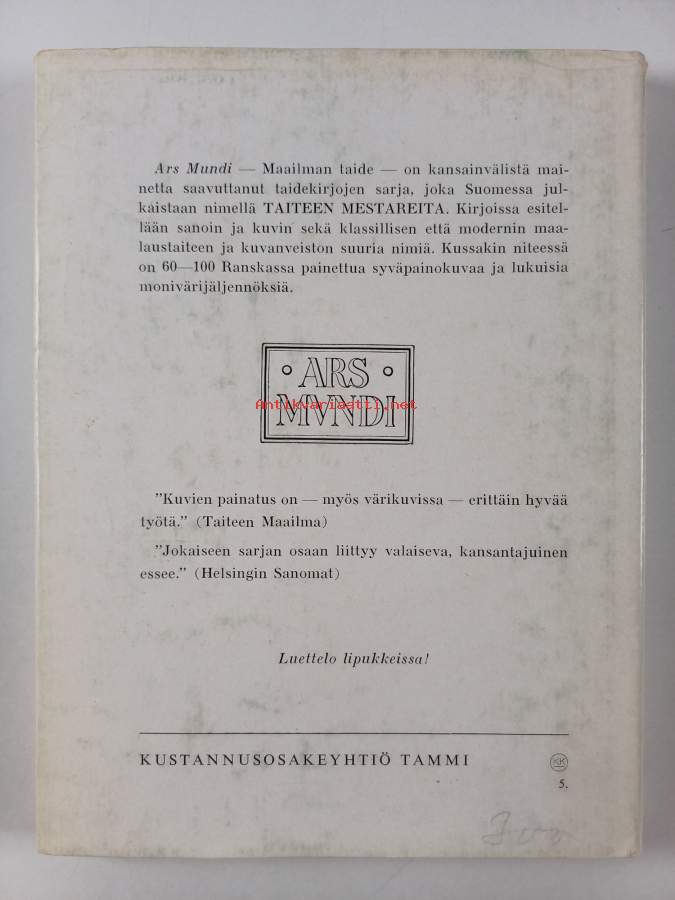 Ars Mundi — Maailman taide — on kansainvälistä mai-
netta saavuttanut taidekirjojen sarja, joka Suomessa jul-
kaistaan nimellä TAITEEN MESTAREITA. Kirjoissa esitel-
lään sanoin ja kuvin sekä klassillisen että modernin maa-
laustaiteen ja kuvanveiston suuria nimiä. Kussakin niteessä
on 60—100 Ranskassa painettua syväpainokuvaa ja lukuisia
monivärijäljennöksiä.
ARS
Antikvariaatti.net
MVNDI
"Kuvien painatus on — myös värikuvissa — erittäin hyvää
työtä." (Taiteen Maailma)
"Jokaiseen sarjan osaan liittyy valaiseva, kansantajuinen
essee." (Helsingin Sanomat)
Luettelo lipukkeissa!
KUSTANNUSOSAKEYHTIÖ TAMMI
KK
5.